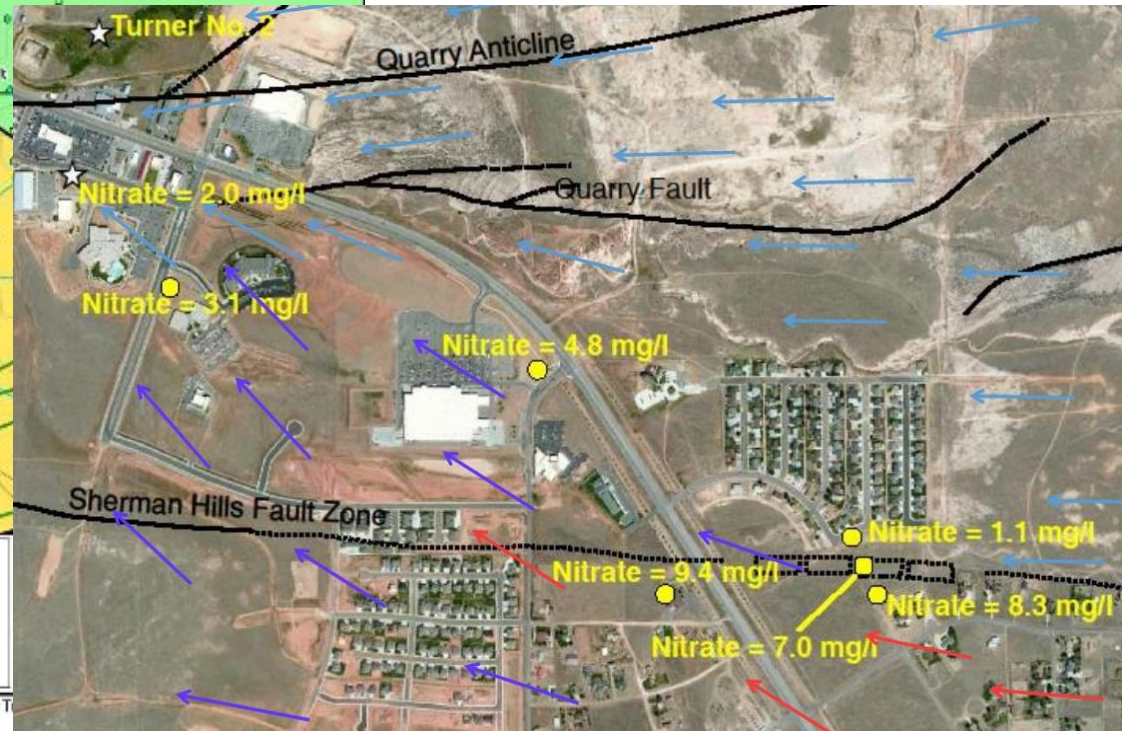 Turner No. 2
Quarry Anticline
Nitrate = 2.0 mg/l
Quarry Fault
Nitrate = 3.1 mg/l
Nitrate = 4.8 mg/l
Sherman Hills Fault Zone
Nitrate = 1.1 mg/l
Nitrate = 9.4 mg/l
Nitrate = 8.3 mg/l
Nitrate = 7.0 mg/l